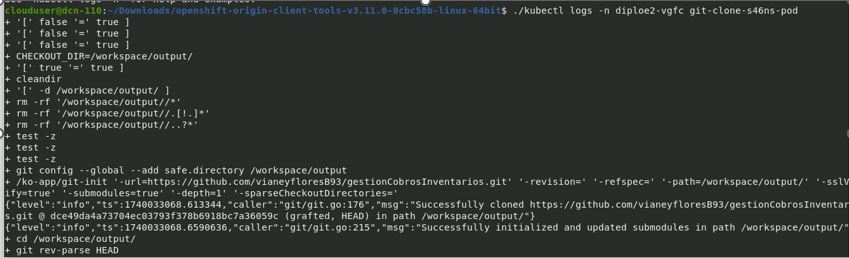 clouduser@dcn-110:~/Downloads/openshift-origin-client-tools-v3.11.0-0cbc58b-linux-64bit$ ./kubectl logs -n diploe2-vgfc git-clone-s46ns-pod
+ '[' false '=' true ]
+ '[' false '=' true ]
+ '[' false '=' true ]
+ CHECKOUT_DIR=/workspace/output/
+ '[' true '=' true ]
+ cleandir
+ '[' -d /workspace/output/ ]
+ rm -rf '/workspace/output//*'
+ rm -rf '/workspace/output//.[!.]*'
+ rm -rf '/workspace/output//..?*'
+ test -z
+ test -z
+ test -z
+ git config --global --add safe.directory /workspace/output
+ /ko-app/git-init '-url=https://github.com/vianeyfloresB93/gestionCobrosInventarios.git' '-revision=' '-refspec=' '-path=/workspace/output/' '-sslV
ify=true' '-submodules=true' '-depth=1' '-sparseCheckoutDirectories='
{"level":"info","ts":1740033068.613344,"caller":"git/git.go:176","msg":"Successfully cloned https://github.com/vianeyfloresB93/gestionCobrosInventar
s.git @ dce49da4a73704ec03793f378b6918bc7a36059c (grafted, HEAD) in path /workspace/output/"}
{"level":"info","ts":1740033068.6590636,"caller":"git/git.go:215","msg":"Successfully initialized and updated submodules in path /workspace/output/"
+ cd /workspace/output/
+ git rev-parse HEAD